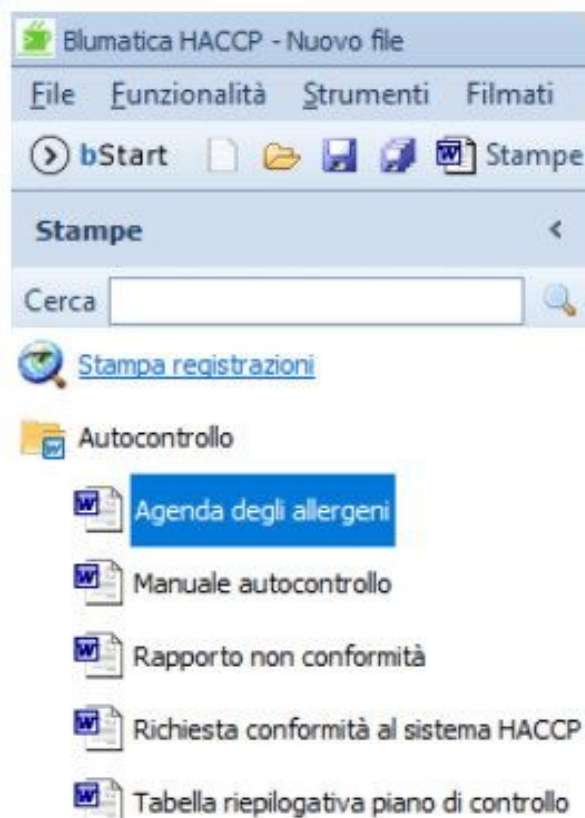 Blumatica HACCP - Nuovo file
File Funzionalità Strumenti Filmati
bStart Stampe
Stampe
Cerca
Stampa registrazioni
Autocontrollo
Agenda degli allergeni
Manuale autocontrollo
Rapporto non conformità
Richiesta conformità al sistema HACCP
Tabella riepilogativa piano di controllo